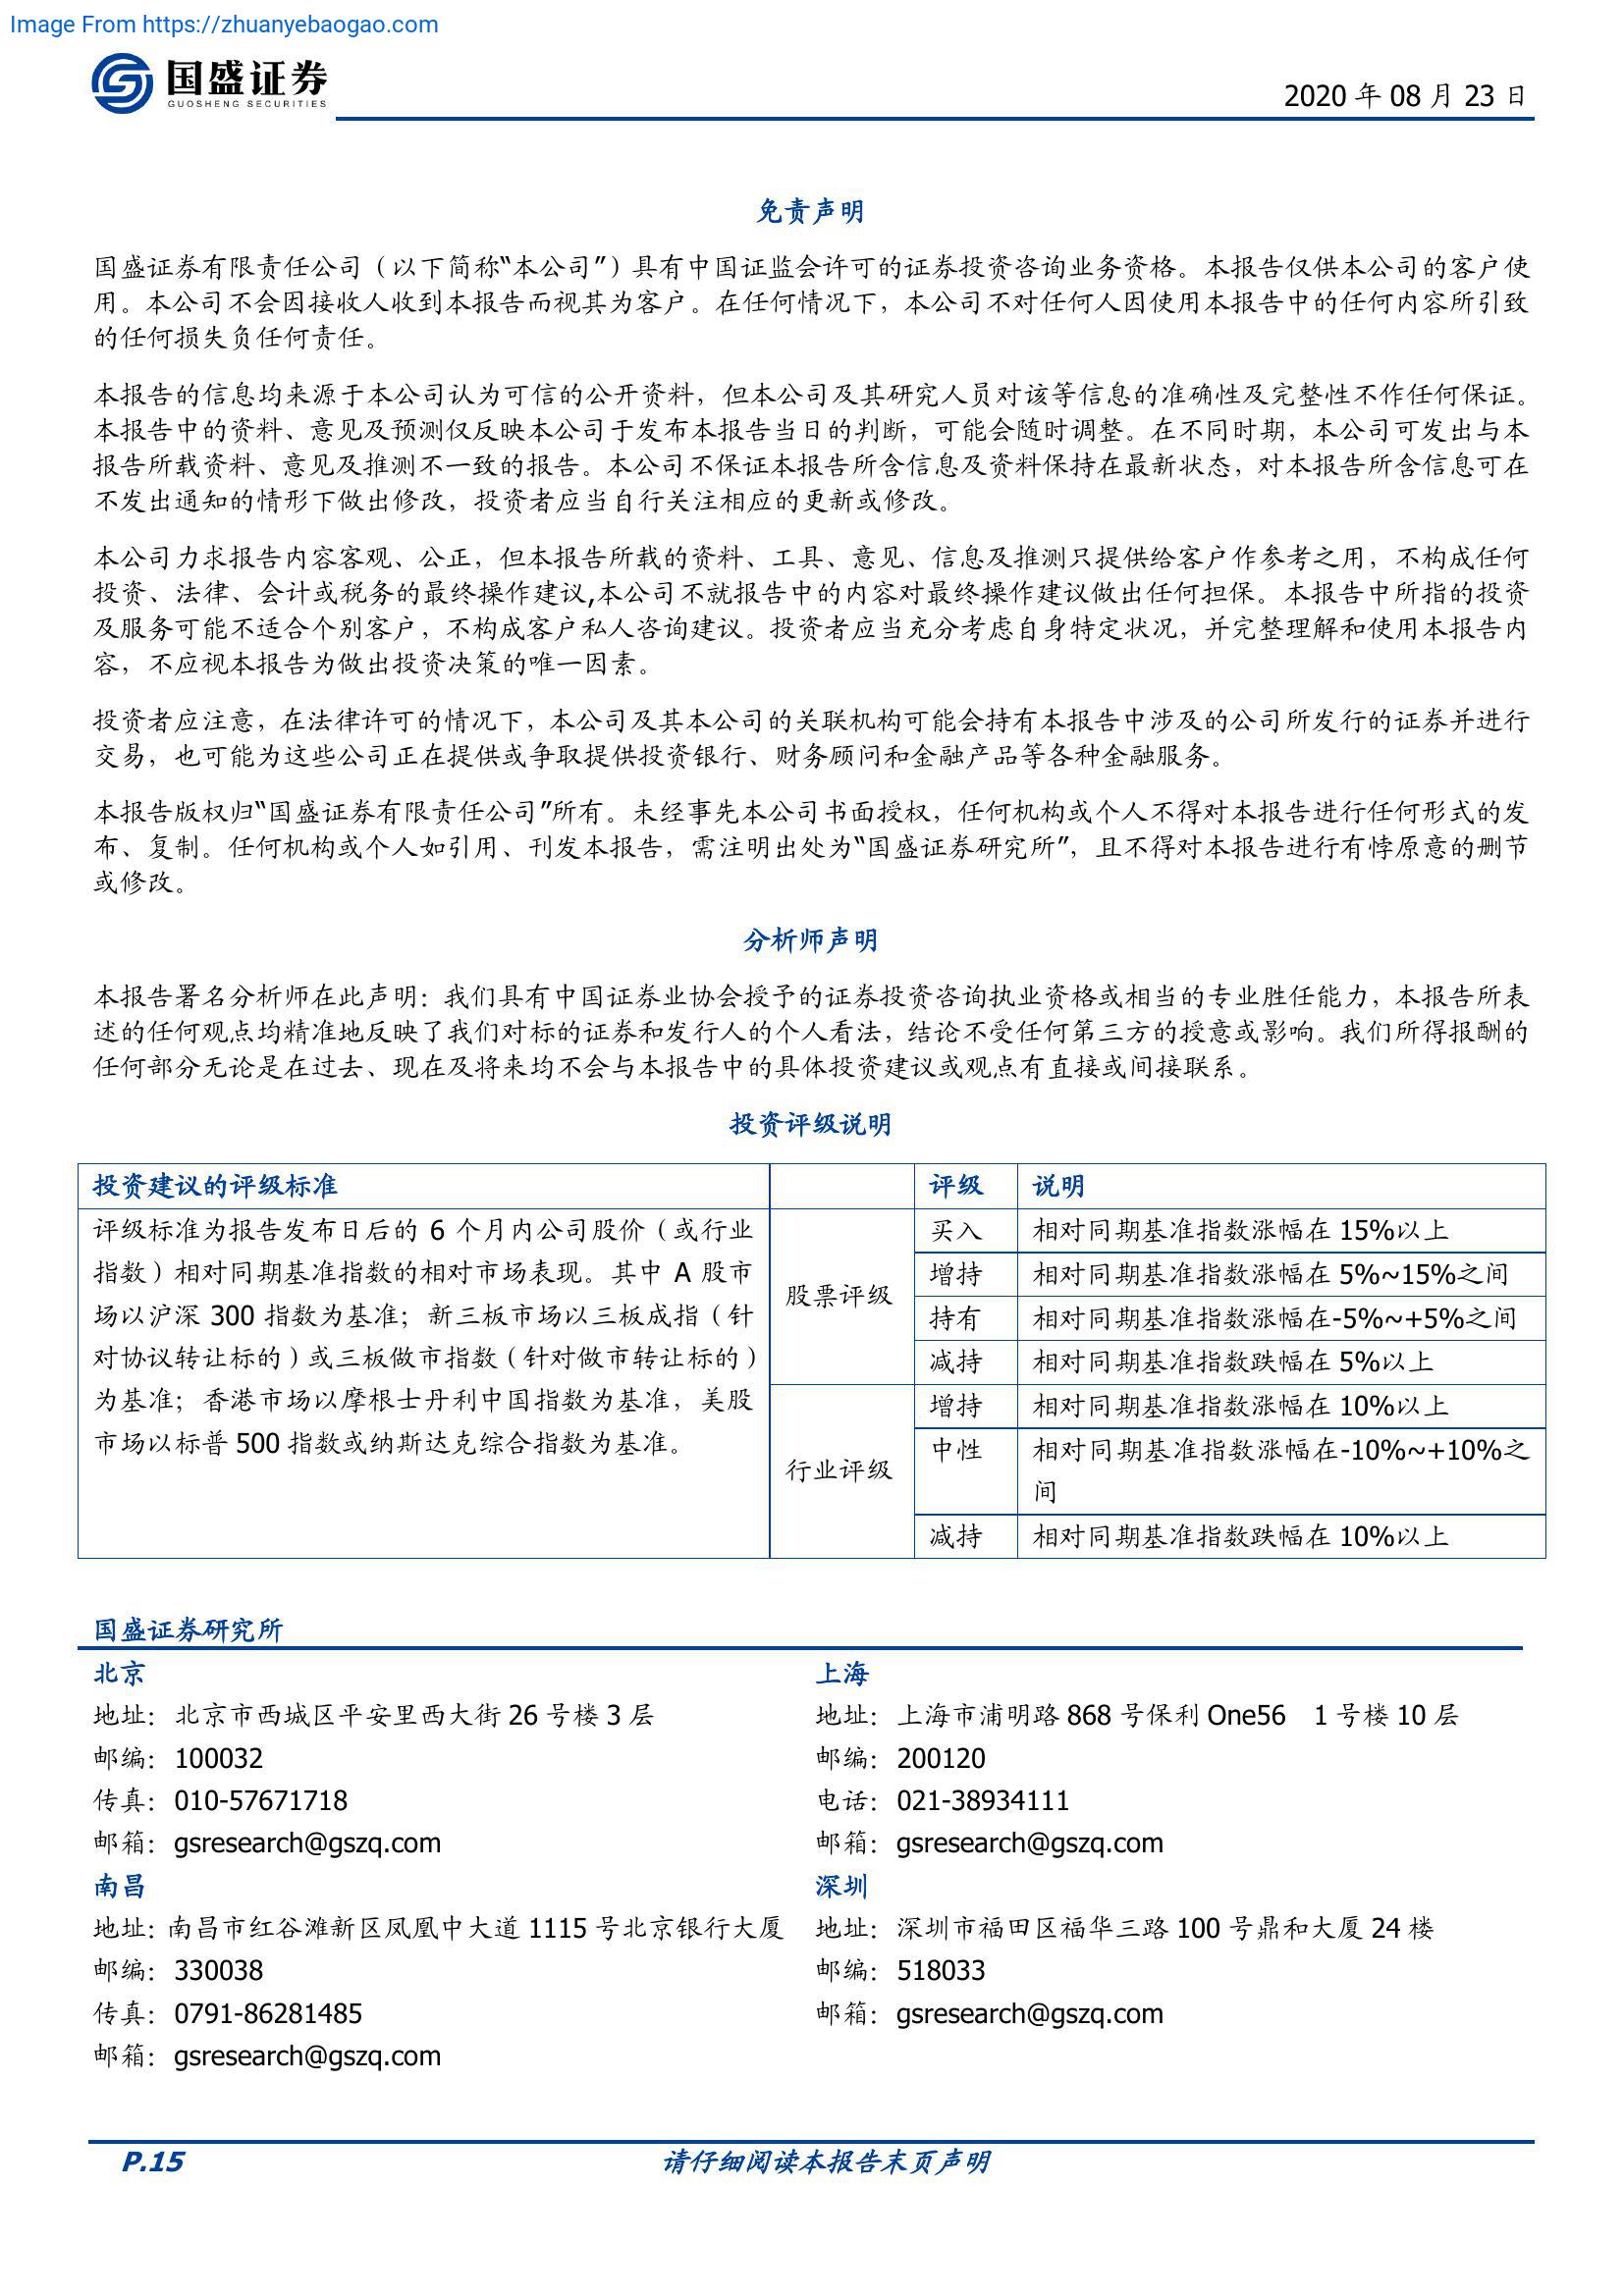 Image From https://zhuanyebaogao.com
国盛证券
GUOSHENG SECURITIES
2020 年 08 月 23 日
免责声明
国盛证券有限责任公司（以下简称“本公司”）具有中国证监会许可的证券投资咨询业务资格。本报告仅供本公司的客户使
用。本公司不会因接收人收到本报告而视其为客户。在任何情况下，本公司不对任何人因使用本报告中的任何内容所引致
的任何损失负任何责任。
本报告的信息均来源于本公司认为可信的公开资料，但本公司及其研究人员对该等信息的准确性及完整性不作任何保证。
本报告中的资料、意见及预测仅反映本公司于发布本报告当日的判断，可能会随时调整。在不同时期，本公司可发出与本
报告所载资料、意见及推测不一致的报告。本公司不保证本报告所含信息及资料保持在最新状态，对本报告所含信息可在
不发出通知的情形下做出修改，投资者应当自行关注相应的更新或修改。
本公司力求报告内容客观、公正，但本报告所载的资料、工具、意见、信息及推测只提供给客户作参考之用，不构成任何
投资、法律、会计或税务的最终操作建议,本公司不就报告中的内容对最终操作建议做出任何担保。本报告中所指的投资
及服务可能不适合个别客户，不构成客户私人咨询建议。投资者应当充分考虑自身特定状况，并完整理解和使用本报告内
容，不应视本报告为做出投资决策的唯一因素。
投资者应注意，在法律许可的情况下，本公司及其本公司的关联机构可能会持有本报告中涉及的公司所发行的证券并进行
交易，也可能为这些公司正在提供或争取提供投资银行、财务顾问和金融产品等各种金融服务。
本报告版权归“国盛证券有限责任公司”所有。未经事先本公司书面授权，任何机构或个人不得对本报告进行任何形式的发
布、复制。任何机构或个人如引用、刊发本报告，需注明出处为“国盛证券研究所”，且不得对本报告进行有悖原意的删节
或修改。
分析师声明
本报告署名分析师在此声明：我们具有中国证券业协会授予的证券投资咨询执业资格或相当的专业胜任能力，本报告所表
述的任何观点均精准地反映了我们对标的证券和发行人的个人看法，结论不受任何第三方的授意或影响。我们所得报酬的
任何部分无论是在过去、现在及将来均不会与本报告中的具体投资建议或观点有直接或间接联系。
投资评级说明
投资建议的评级标准 评级 说明
评级标准为报告发布日后的 6 个月内公司股价（或行业
指数）相对同期基准指数的相对市场表现。其中 A 股市
场以沪深 300 指数为基准；新三板市场以三板成指（针
对协议转让标的）或三板做市指数（针对做市转让标的）
为基准；香港市场以摩根士丹利中国指数为基准，美股
市场以标普 500 指数或纳斯达克综合指数为基准。
股票评级
买入 相对同期基准指数涨幅在 15%以上
增持 相对同期基准指数涨幅在 5%~15%之间
持有 相对同期基准指数涨幅在-5%~+5%之间
减持 相对同期基准指数跌幅在 5%以上
行业评级
增持 相对同期基准指数涨幅在 10%以上
中性 相对同期基准指数涨幅在-10%~+10%之
间
减持 相对同期基准指数跌幅在 10%以上
国盛证券研究所
北京
地址：北京市西城区平安里西大街 26 号楼 3 层
邮编：100032
传真：010-57671718
邮箱：gsresearch@gszq.com
上海
地址：上海市浦明路 868 号保利 One56 1 号楼 10 层
邮编：200120
电话：021-38934111
邮箱：gsresearch@gszq.com
南昌
地址：南昌市红谷滩新区凤凰中大道 1115 号北京银行大厦
邮编：330038
传真：0791-86281485
邮箱：gsresearch@gszq.com
深圳
地址：深圳市福田区福华三路 100 号鼎和大厦 24 楼
邮编：518033
邮箱：gsresearch@gszq.com
P.15 请仔细阅读本报告末页声明